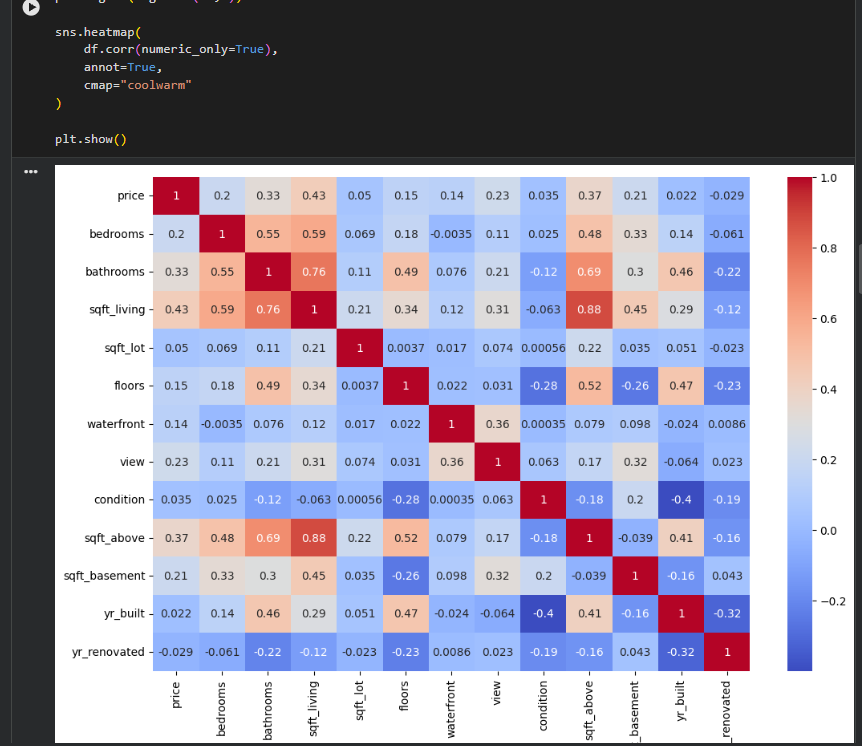 sns.heatmap(
df.corr(numeric_only=True),
annot=True,
cmap="coolwarm"
)
plt.show()
price 1 0.2 0.33 0.43 0.05 0.15 0.14 0.23 0.035 0.37 0.21 0.022 -0.029
bedrooms 0.2 1 0.55 0.59 0.069 0.18 -0.0035 0.11 0.025 0.48 0.33 0.14 -0.061
bathrooms 0.33 0.55 1 0.76 0.11 0.49 0.076 0.21 -0.12 0.69 0.3 0.46 -0.22
sqft_living 0.43 0.59 0.76 1 0.21 0.34 0.12 0.31 -0.063 0.88 0.45 0.29 -0.12
sqft_lot 0.05 0.069 0.11 0.21 1 0.0037 0.017 0.074 0.00056 0.22 0.035 0.051 -0.023
floors 0.15 0.18 0.49 0.34 0.0037 1 0.022 0.031 -0.28 0.52 -0.26 0.47 -0.23
waterfront 0.14 -0.0035 0.076 0.12 0.017 0.022 1 0.36 0.00035 0.079 0.098 -0.024 0.0086
view 0.23 0.11 0.21 0.31 0.074 0.031 0.36 1 0.063 0.17 0.32 -0.064 0.023
condition 0.035 0.025 -0.12 -0.063 0.00056 -0.28 0.00035 0.063 1 -0.18 0.2 -0.4 -0.19
sqft_above 0.37 0.48 0.69 0.88 0.22 0.52 0.079 0.17 -0.18 1 -0.039 0.41 -0.16
sqft_basement 0.21 0.33 0.3 0.45 0.035 -0.26 0.098 0.32 0.2 -0.039 1 -0.16 0.043
yr_built 0.022 0.14 0.46 0.29 0.051 0.47 -0.024 -0.064 -0.4 0.41 -0.16 1 -0.32
yr_renovated -0.029 -0.061 -0.22 -0.12 -0.023 -0.23 0.0086 0.023 -0.19 -0.16 0.043 -0.32 1
price bedrooms bathrooms sqft_living sqft_lot floors waterfront view condition sqft_above _basement yr_built _renovated
1.0
0.8
0.6
0.4
0.2
0.0
−0.2